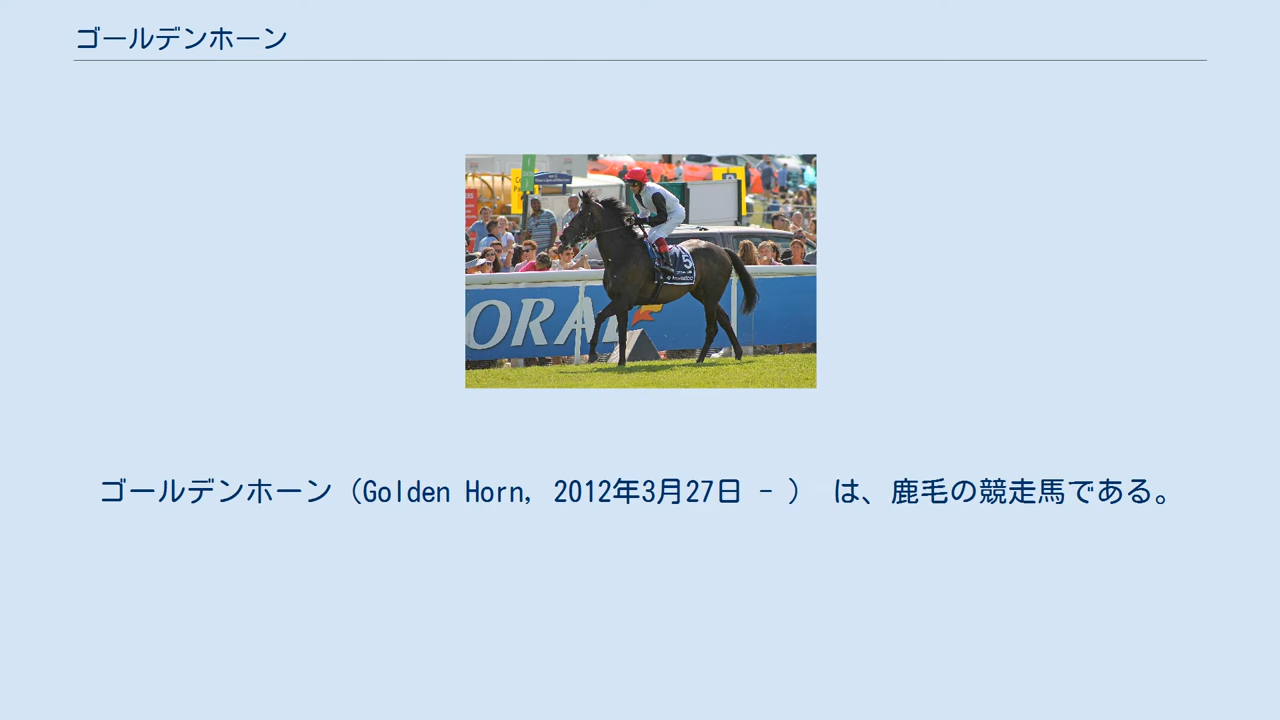 ゴールデンホーン
ORAL
5
ゴールデンホーン（Golden Horn, 2012年3月27日 - ） は、鹿毛の競走馬である。